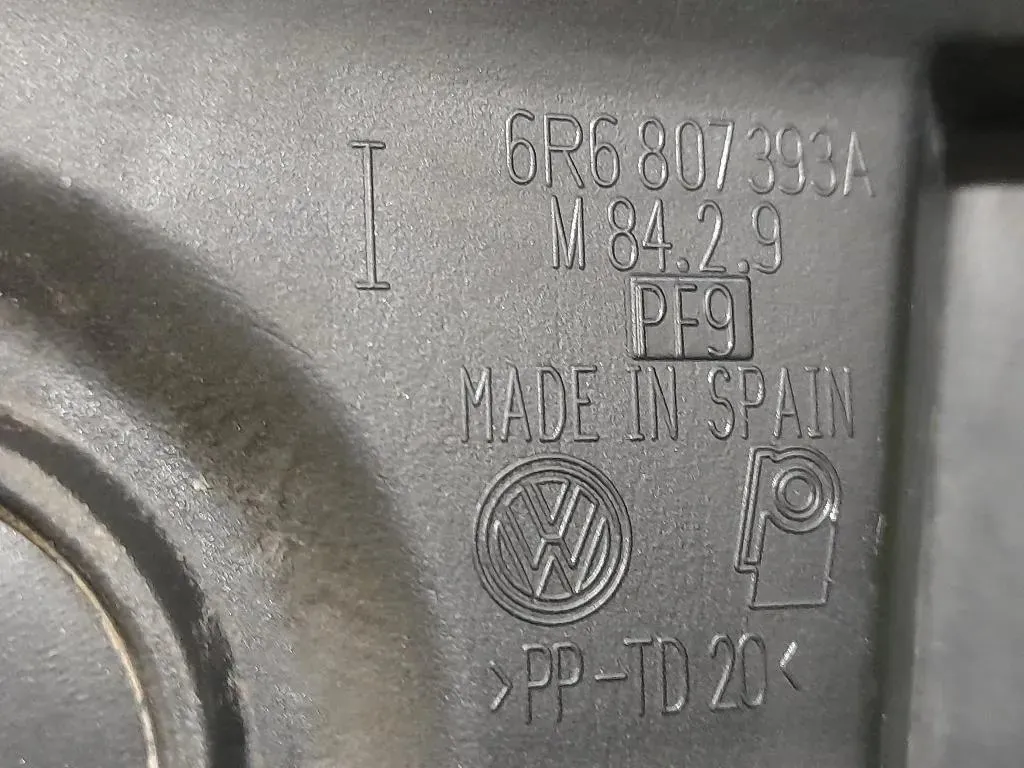 I
6R6 807 393A
M 84.2.9
PF9
MADE IN SPAIN
>PP-TD 20<